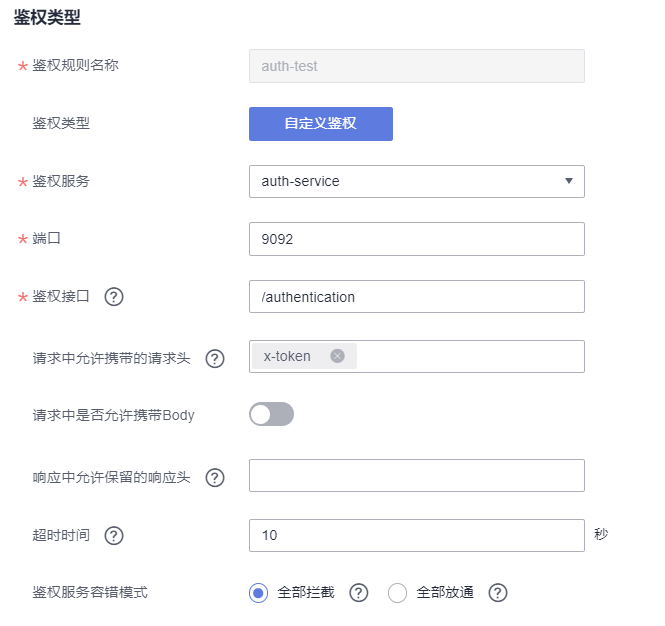 鉴权类型
* 鉴权规则名称 auth-test
鉴权类型 自定义鉴权
* 鉴权服务 auth-service
* 端口 9092
* 鉴权接口 ? /authentication
请求中允许携带的请求头 ? x-token
请求中是否允许携带Body
响应中允许保留的响应头 ?
超时时间 ? 10 秒
鉴权服务容错模式 全部拦截 ? 全部放通 ?